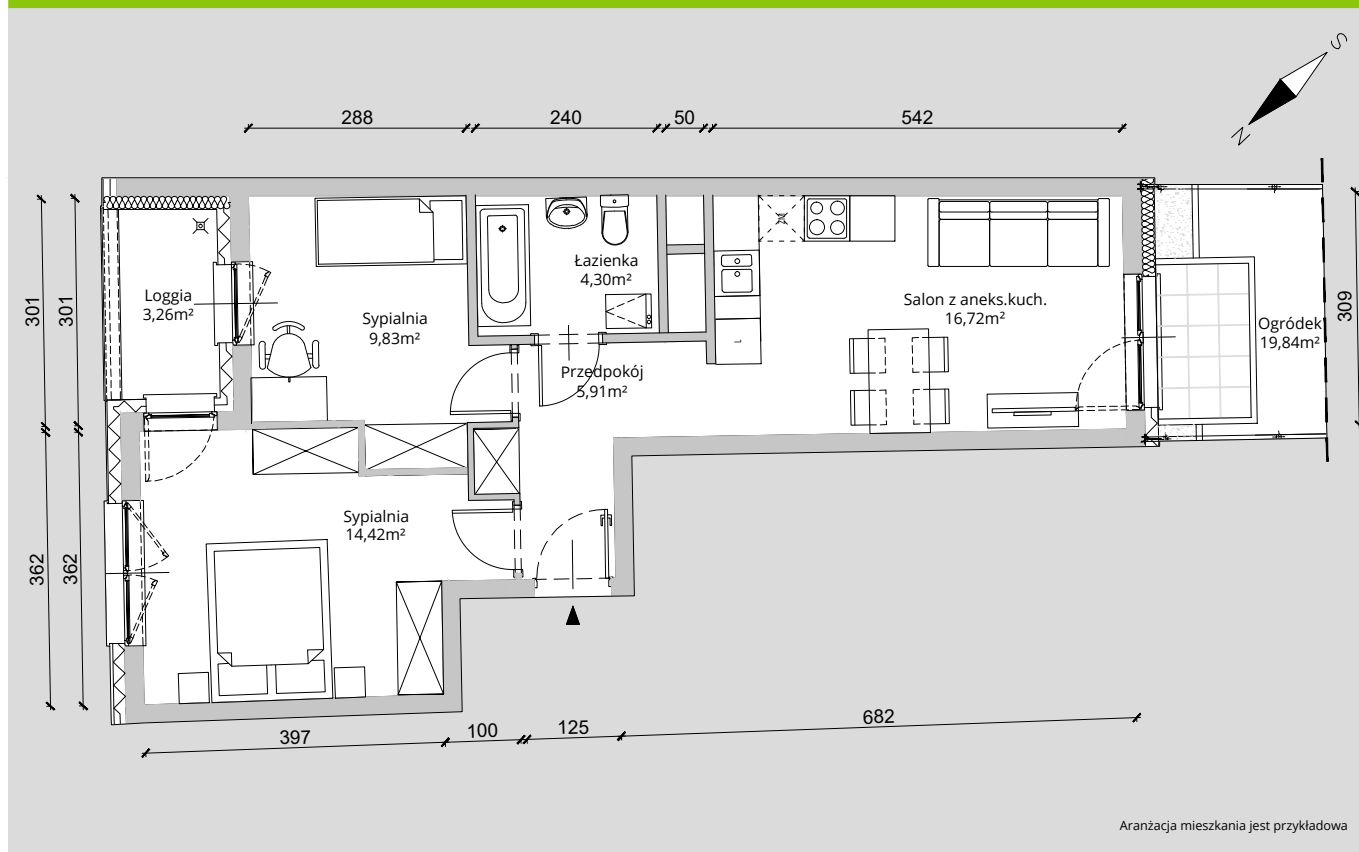 S
N
288
240
50
542
301
301
309
362
362
Loggia
3,26m²
Sypialnia
9,83m²
Łazienka
4,30m²
Przedpokój
5,91m²
Salon z aneks.kuch.
16,72m²
Ogródek
19,84m²
L
Sypialnia
14,42m²
397
100
125
682
Aranżacja mieszkania jest przykładowa